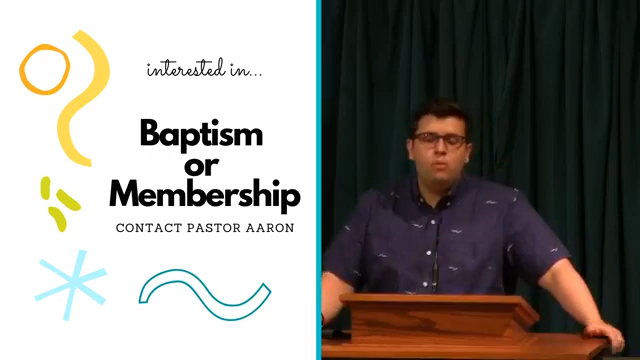 interested in...
Baptism
or
Membership
CONTACT PASTOR AARON